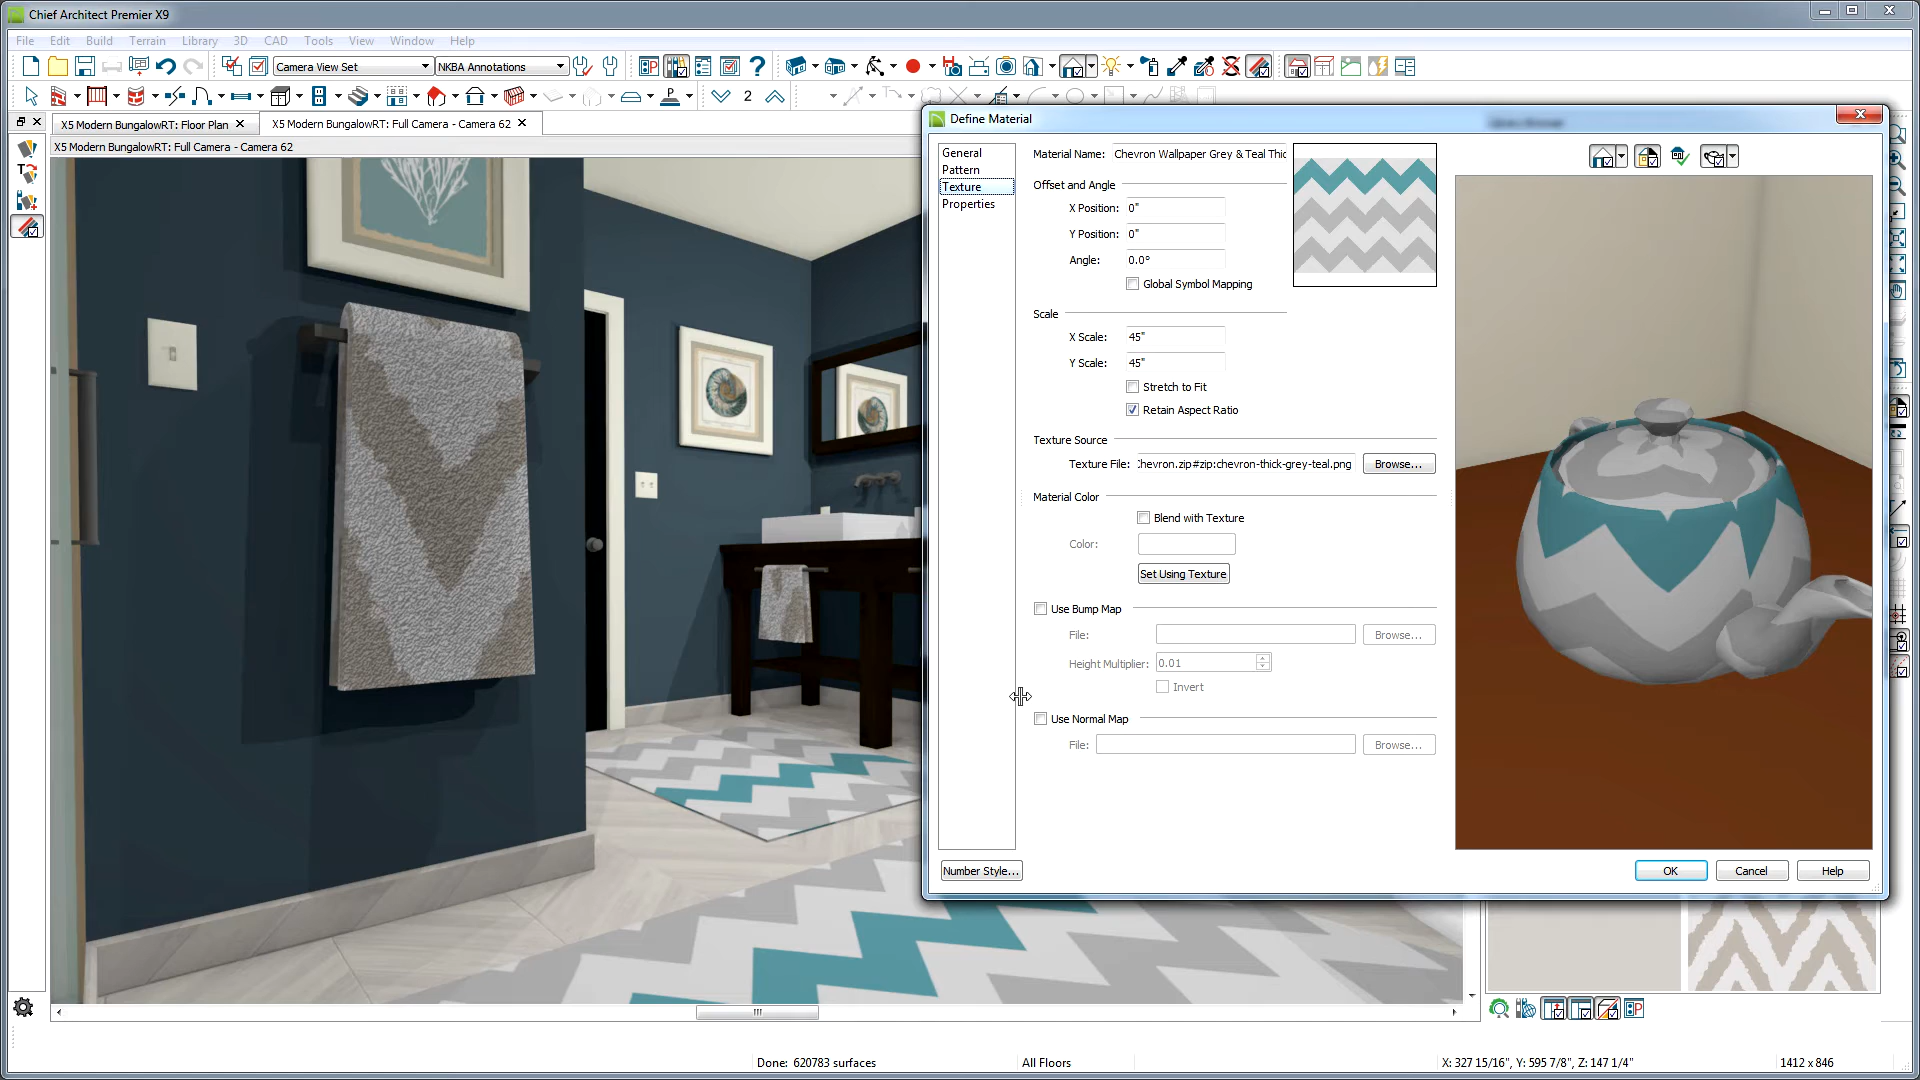 Chief Architect Premier X9
File Edit Build Terrain Library 3D CAD Tools View Window Help
Camera View Set NKBA Annotations
2
X5 Modern BungalowRT: Floor Plan X5 Modern BungalowRT: Full Camera - Camera 62
X5 Modern BungalowRT: Full Camera - Camera 62
Define Material
General
Pattern
Texture
Properties
Material Name: Chevron Wallpaper Grey & Teal Thic
Offset and Angle
X Position: 0"
Y Position: 0"
Angle: 0.0°
Global Symbol Mapping
Scale
X Scale: 45"
Y Scale: 45"
Stretch to Fit
Retain Aspect Ratio
Texture Source
Texture File: Chevron.zip#zip:chevron-thick-grey-teal.png Browse...
Material Color
Blend with Texture
Color:
Set Using Texture
Use Bump Map
File: Browse...
Height Multiplier: 0.01
Invert
Use Normal Map
File: Browse...
Number Style... OK Cancel Help
Done: 620783 surfaces All Floors X: 327 15/16", Y: 595 7/8", Z: 147 1/4" 1412 x 846